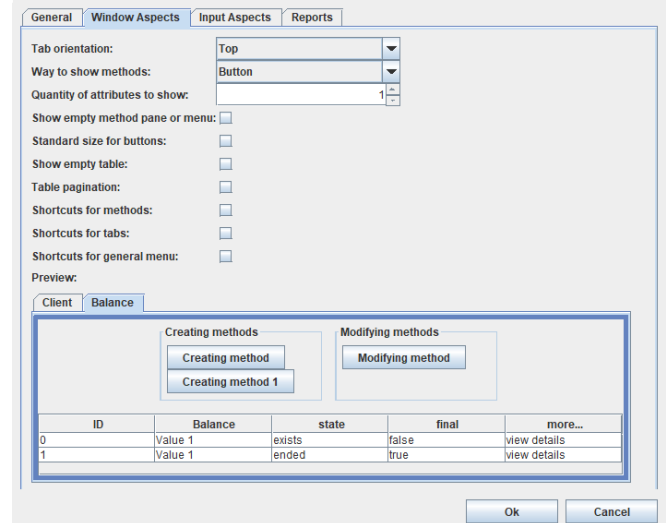 General Window Aspects Input Aspects Reports
Tab orientation: Top
Way to show methods: Button
Quantity of attributes to show: 1
Show empty method pane or menu:
Standard size for buttons:
Show empty table:
Table pagination:
Shortcuts for methods:
Shortcuts for tabs:
Shortcuts for general menu:
Preview:
Client Balance
Creating methods Modifying methods
Creating method Modifying method
Creating method 1
ID Balance state final more...
0 Value 1 exists false view details
1 Value 1 ended true view details
Ok Cancel